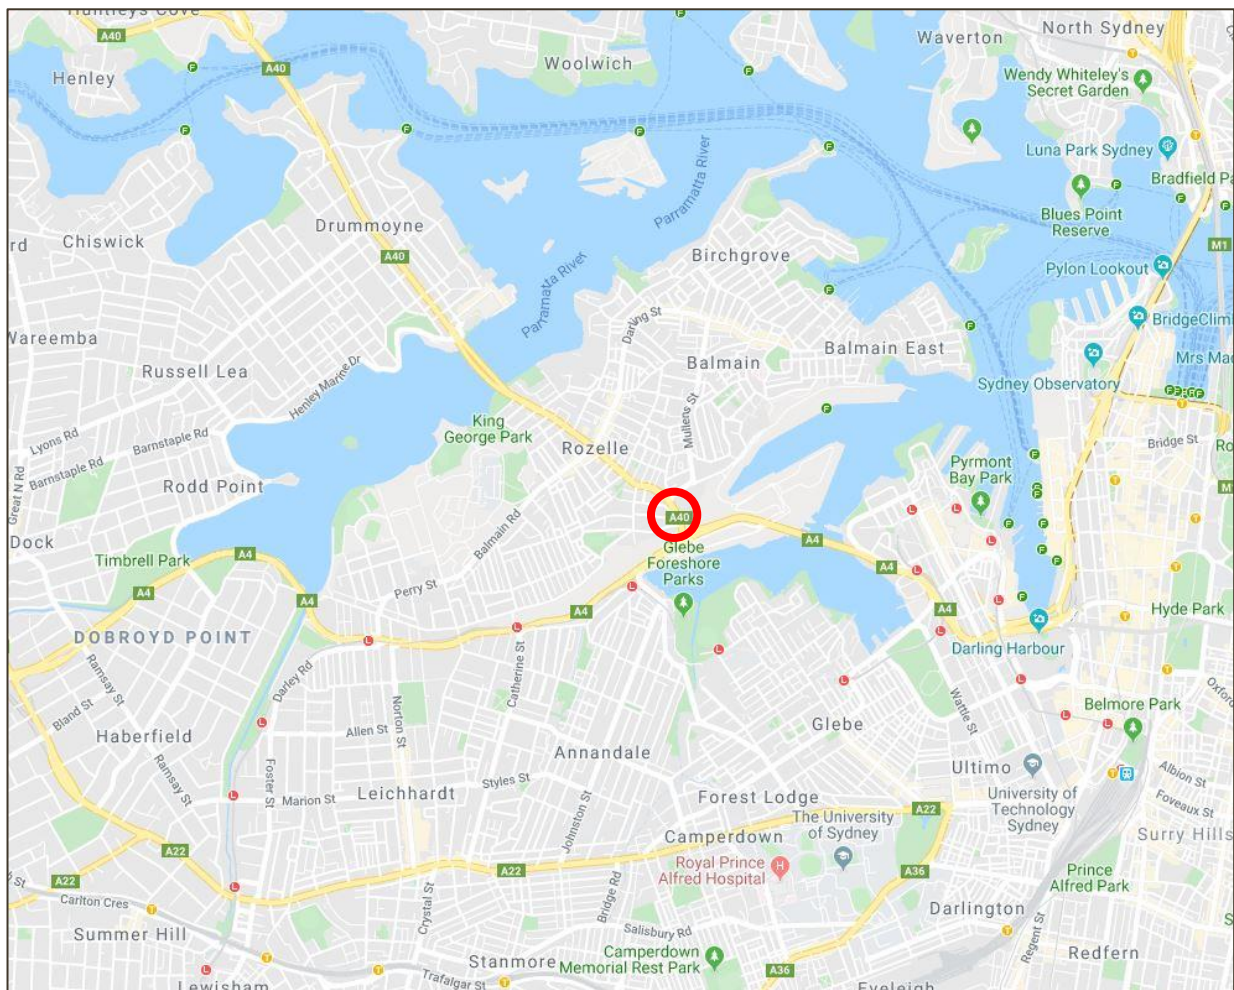 Huntleys Cove
A40
North Sydney
Waverton
Woolwich
A40
Henley
Wendy Whiteley's
Secret Garden
Luna Park Sydney
Bradfield Pa
Parramatta River
Blues Point
Reserve
Drummoyne
rd
Chiswick
M1
A40
Birchgrove
Pylon Lookout
Parramatta River
Darling St
BridgeClimb
Wareemba
Balmain
Balmain East
Mrs Mac
Russell Lea
Henley Marine Dr
Sydney Observatory
Mullens St
King
George Park
Lyons Rd
Barnstaple Rd
Barnstaple Rd
Rozelle
Bridge St
Ro
Great N Rd
Rodd Point
Pyrmont
Bay Park
M1
A40
Balmain Rd
Dock
A4
Glebe
Foreshore
Parks
A4
Timbrell Park
A4
A4
Perry St
A4
A4
A4
Hyde Park
DOBROYD POINT
Darling Harbour
Ramsay St
Darley Rd
Catherine St
Wattle St
Oxford
Bland St
Norton St
Belmore Park
Allen St
Glebe
Haberfield
Annandale
Ramsay St
Foster St
Styles St
Ultimo
Albion St
Marion St
Leichhardt
Forest Lodge
University of
Technology
Sydney
Foveaux St
Johnston St
A22
The University
of Sydney
Camperdown
Surry Hills
A22
A22
Royal Prince
Alfred Hospital
A36
Prince
Alfred Park
A22
St
Carlton Cres
Crystal St
Bridge Rd
Darlington
Regent St
Summer Hill
Salisbury Rd
S
Camperdown
Memorial Rest Park
Redfern
Stanmore
A36
Trafalgar St
Lewisham
Eveleigh